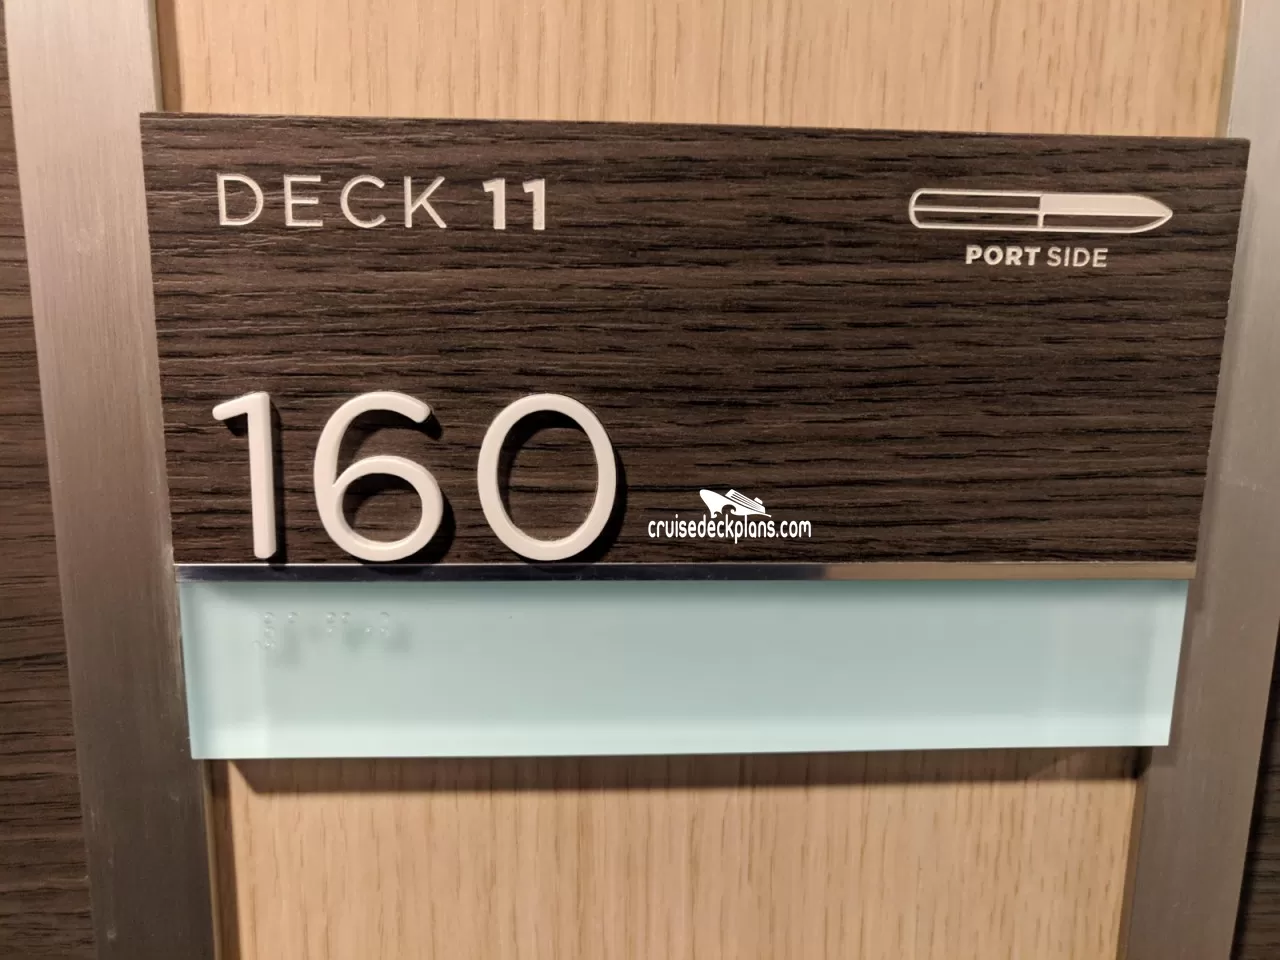 DECK 11
PORT SIDE
160
cruisedeckplans.com